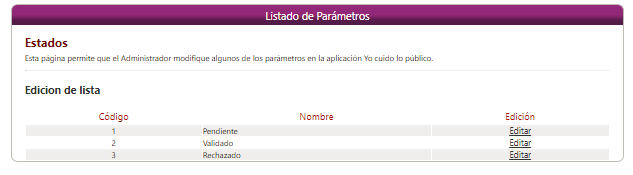 Listado de Parámetros
Estados
Esta página permite que el Administrador modifique algunos de los parámetros en la aplicación Yo cuido lo público.
Edicion de lista
Código Nombre Edición
1 Pendiente Editar
2 Validado Editar
3 Rechazado Editar